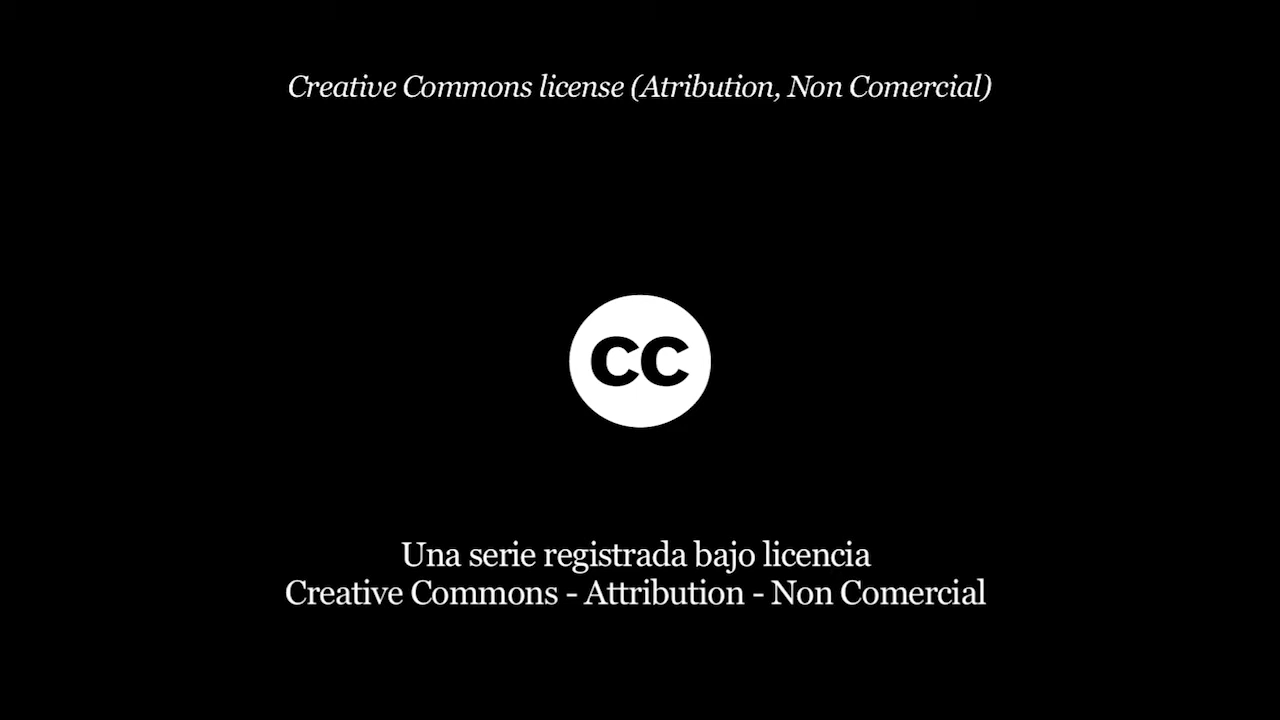 Creative Commons license (Atribution, Non Comercial)
cc
Una serie registrada bajo licencia
Creative Commons - Attribution - Non Comercial